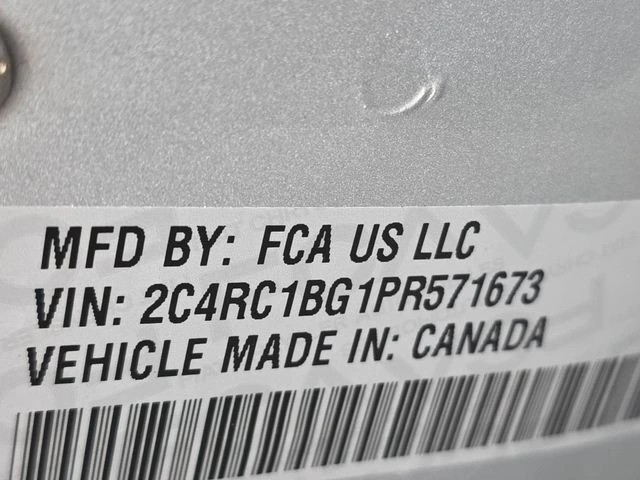 MFD BY: FCA US LLC
VIN: 2C4RC1BG1PR571673
VEHICLE MADE IN: CANADA